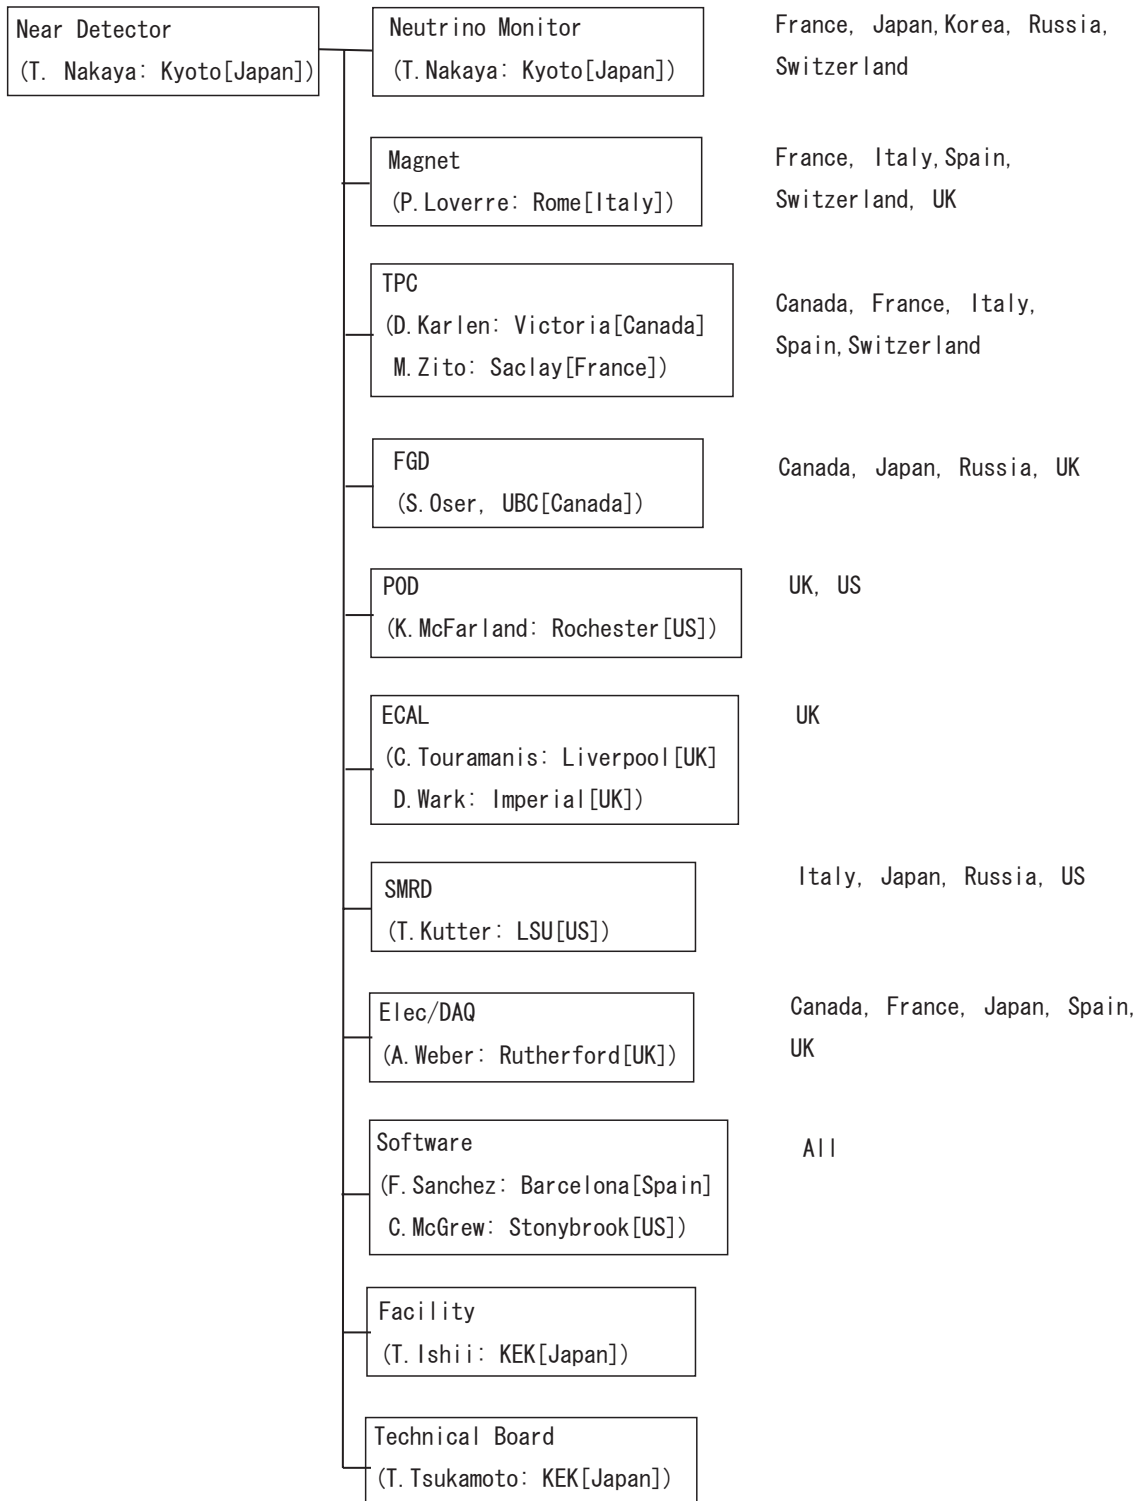 Near Detector
(T. Nakaya: Kyoto[Japan])
Neutrino Monitor
(T.Nakaya: Kyoto[Japan])
France, Japan,Korea, Russia,
Switzerland
Magnet
(P.Loverre: Rome[Italy])
France, Italy,Spain,
Switzerland, UK
TPC
(D.Karlen: Victoria[Canada]
M.Zito: Saclay[France])
Canada, France, Italy,
Spain,Switzerland
FGD
(S.Oser, UBC[Canada])
Canada, Japan, Russia, UK
POD
(K.McFarland: Rochester[US])
UK, US
ECAL
(C.Touramanis: Liverpool[UK]
D.Wark: Imperial[UK])
UK
SMRD
(T.Kutter: LSU[US])
Italy, Japan, Russia, US
Elec/DAQ
(A.Weber: Rutherford[UK])
Canada, France, Japan, Spain,
UK
Software
(F.Sanchez: Barcelona[Spain]
C.McGrew: Stonybrook[US])
All
Facility
(T.Ishii: KEK[Japan])
Technical Board
(T.Tsukamoto: KEK[Japan])